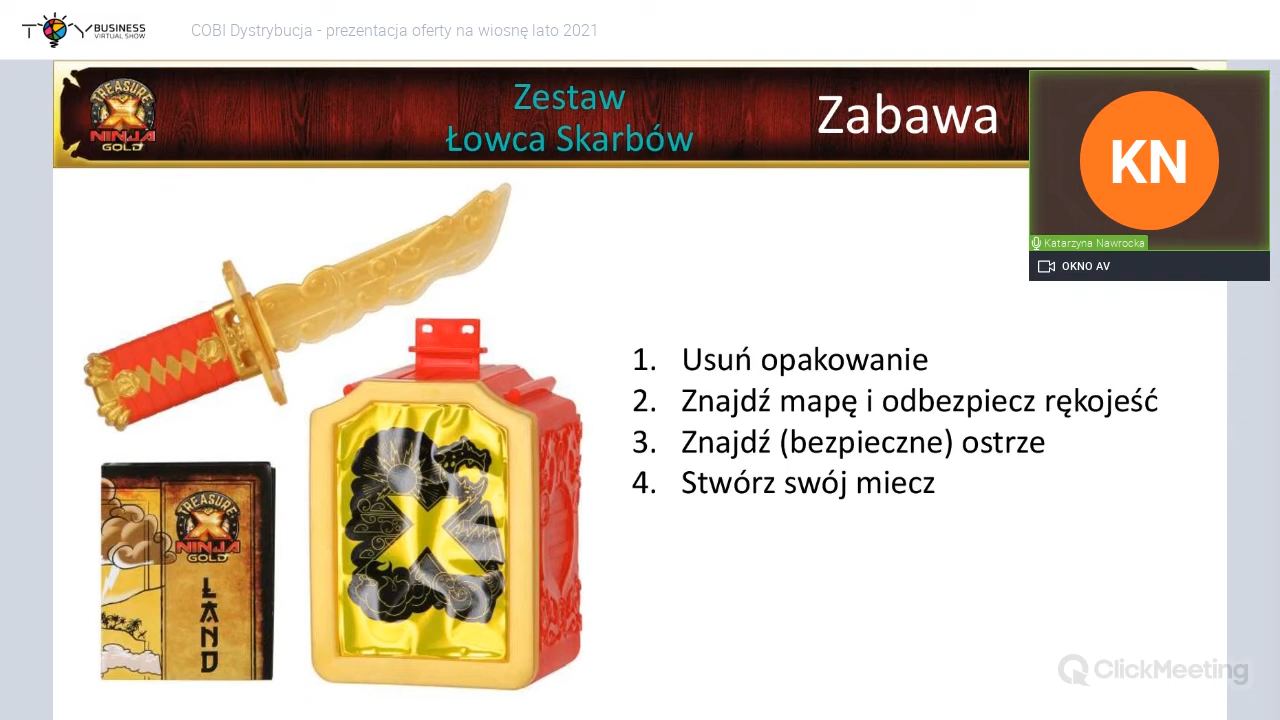 TOY BUSINESS
VIRTUAL SHOW
COBI Dystrybucja - prezentacja oferty na wiosnę lato 2021
TREASURE
X
NINJA
GOLD
Zestaw
Łowca Skarbów
Zabawa
KN
Katarzyna Nawrocka
OKNO AV
1. Usuń opakowanie
2. Znajdź mapę i odbezpiecz rękojeść
3. Znajdź (bezpieczne) ostrze
4. Stwórz swój miecz
TREASURE
X
NINJA
GOLD
LAND
ClickMeeting